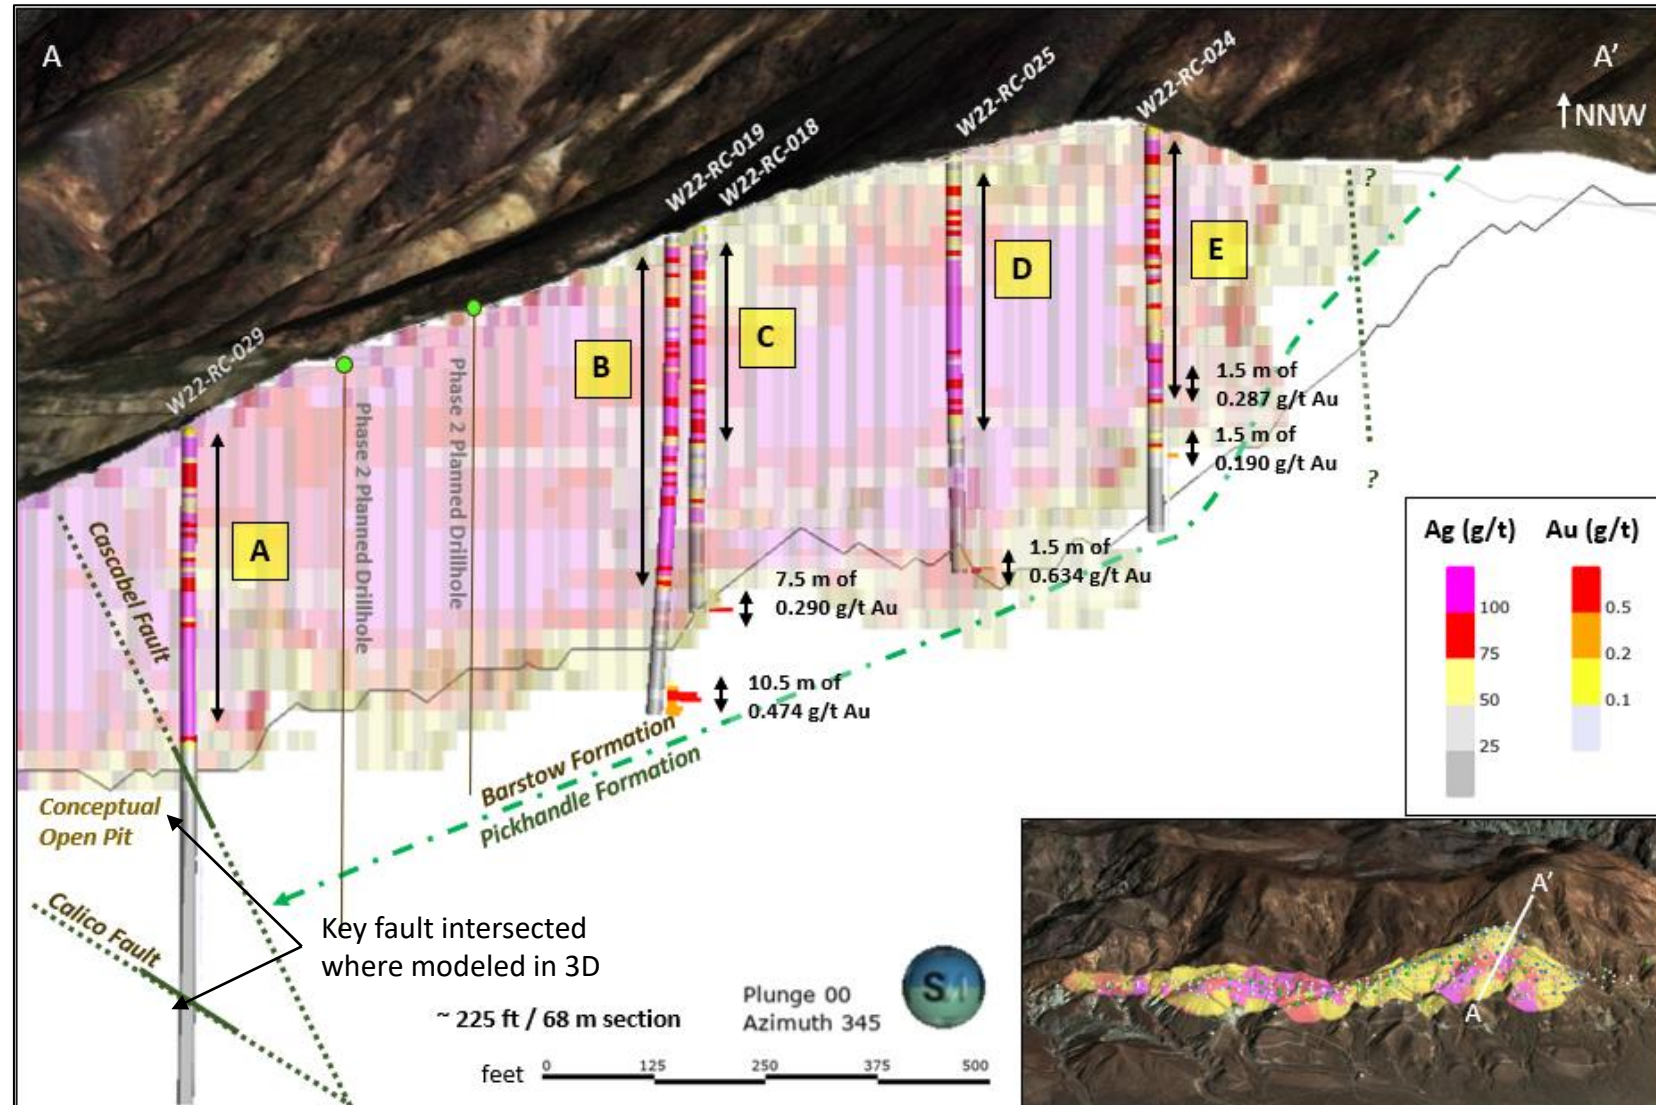 A
A'
↑NNW
W22-RC-029
W22-RC-019
W22-RC-018
W22-RC-025
W22-RC-024
Phase 2 Planned Drillhole
Phase 2 Planned Drillhole
A
B
C
D
E
?
?
1.5 m of
0.287 g/t Au
1.5 m of
0.190 g/t Au
1.5 m of
0.634 g/t Au
7.5 m of
0.290 g/t Au
10.5 m of
0.474 g/t Au
Cascabel Fault
Conceptual
Open Pit
Calico Fault
Barstow Formation
Pickhandle Formation
Key fault intersected
where modeled in 3D
~ 225 ft / 68 m section
Plunge 00
Azimuth 345
S
feet
0 125 250 375 500
Ag (g/t) Au (g/t)
100 0.5
75 0.2
50 0.1
25
A'
A